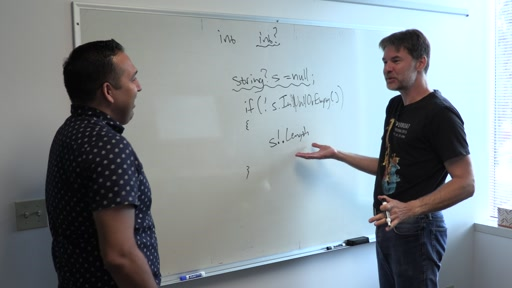 int int?
string? s = null;
if (! s.IsNullOrEmpty())
{
s!.Length
}